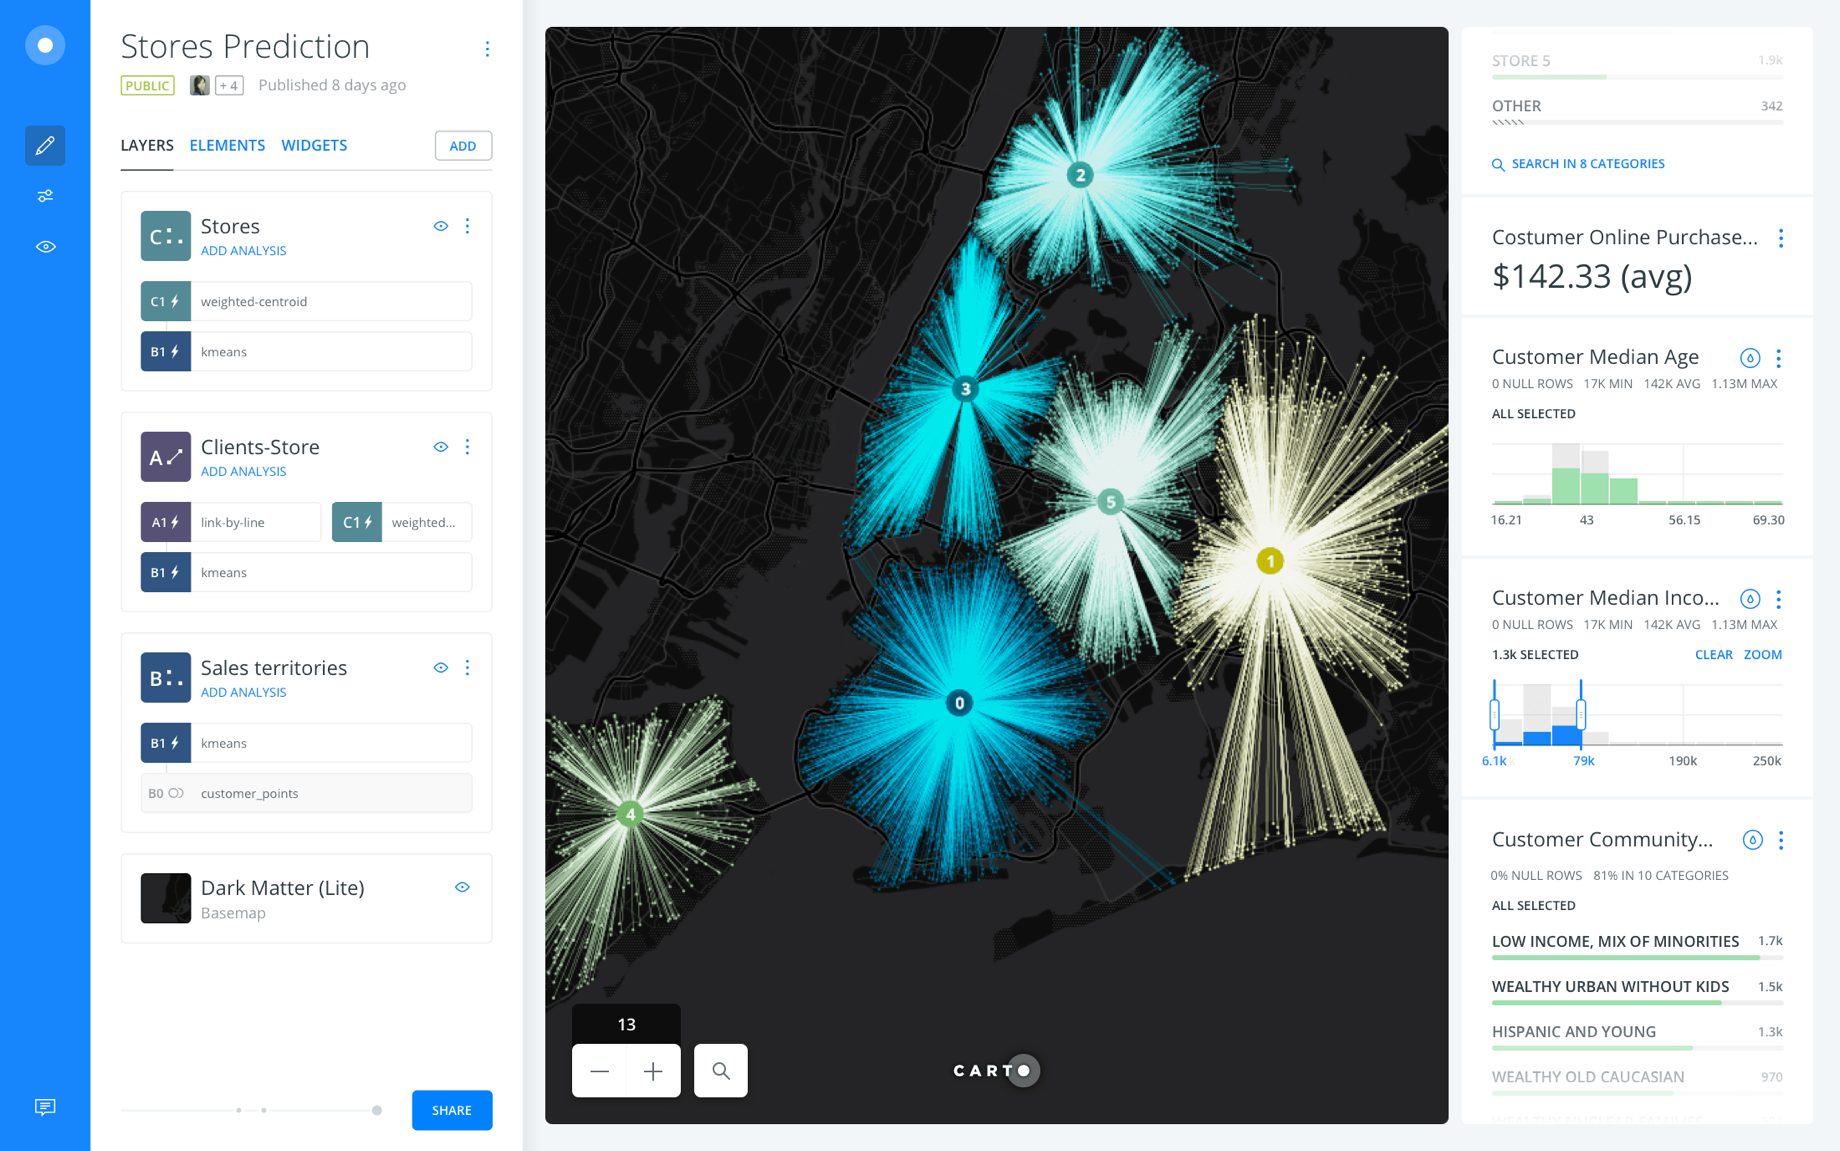 Stores Prediction
PUBLIC + 4 Published 8 days ago
LAYERS ELEMENTS WIDGETS ADD
C Stores
ADD ANALYSIS
C1 weighted-centroid
B1 kmeans
A Clients-Store
ADD ANALYSIS
A1 link-by-line C1 weighted...
B1 kmeans
B Sales territories
ADD ANALYSIS
B1 kmeans
B0 customer_points
Dark Matter (Lite)
Basemap
SHARE
2
3
5
1
0
4
13
CARTO
STORE 5 1.9k
OTHER 342
SEARCH IN 8 CATEGORIES
Costumer Online Purchase...
$142.33 (avg)
Customer Median Age
0 NULL ROWS 17K MIN 142K AVG 1.13M MAX
ALL SELECTED
16.21 43 56.15 69.30
Customer Median Inco...
0 NULL ROWS 17K MIN 142K AVG 1.13M MAX
1.3k SELECTED CLEAR ZOOM
6.1k 79k 190k 250k
Customer Community...
0% NULL ROWS 81% IN 10 CATEGORIES
ALL SELECTED
LOW INCOME, MIX OF MINORITIES 1.7k
WEALTHY URBAN WITHOUT KIDS 1.5k
HISPANIC AND YOUNG 1.3k
WEALTHY OLD CAUCASIAN 970
WEALTHY NUCLEAR FAMILIES